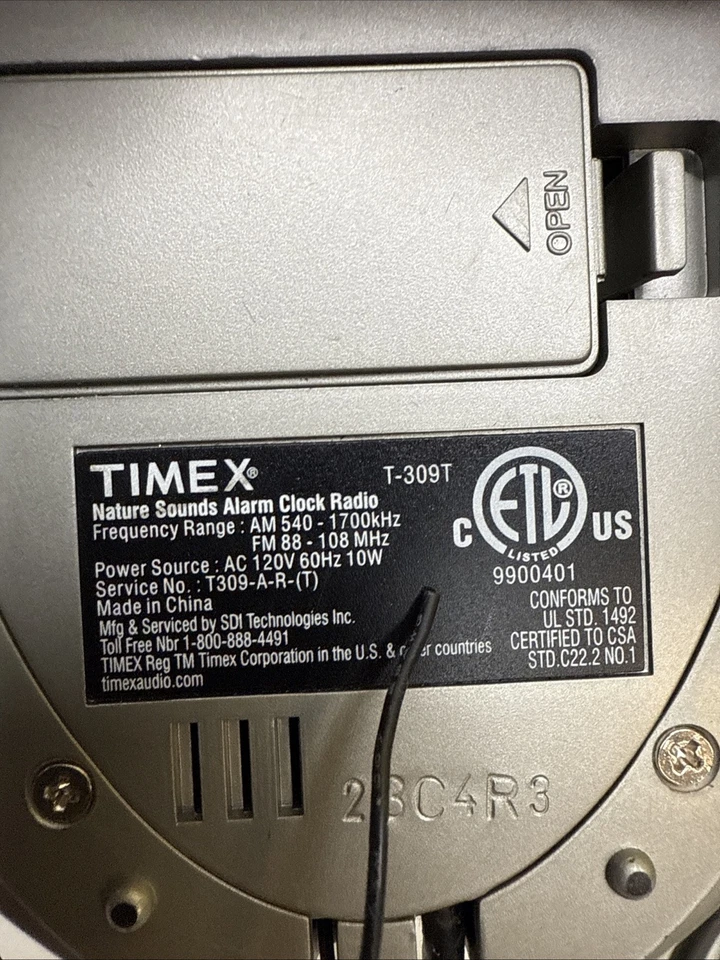 OPEN
TIMEX® T-309T
Nature Sounds Alarm Clock Radio
Frequency Range : AM 540 - 1700kHz
FM 88 - 108 MHz
Power Source : AC 120V 60Hz 10W
Service No. : T309-A-R-(T)
Made in China
Mfg & Serviced by SDI Technologies Inc.
Toll Free Nbr 1-800-888-4491
TIMEX Reg TM Timex Corporation in the U.S. & countries
timexaudio.com
ETL®
C US
LISTED
9900401
CONFORMS TO
UL STD. 1492
CERTIFIED TO CSA
STD.C22.2 NO.1